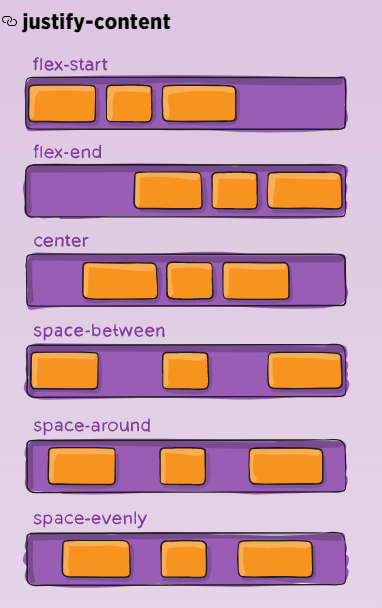 justify-content
flex-start
flex-end
center
space-between
space-around
space-evenly